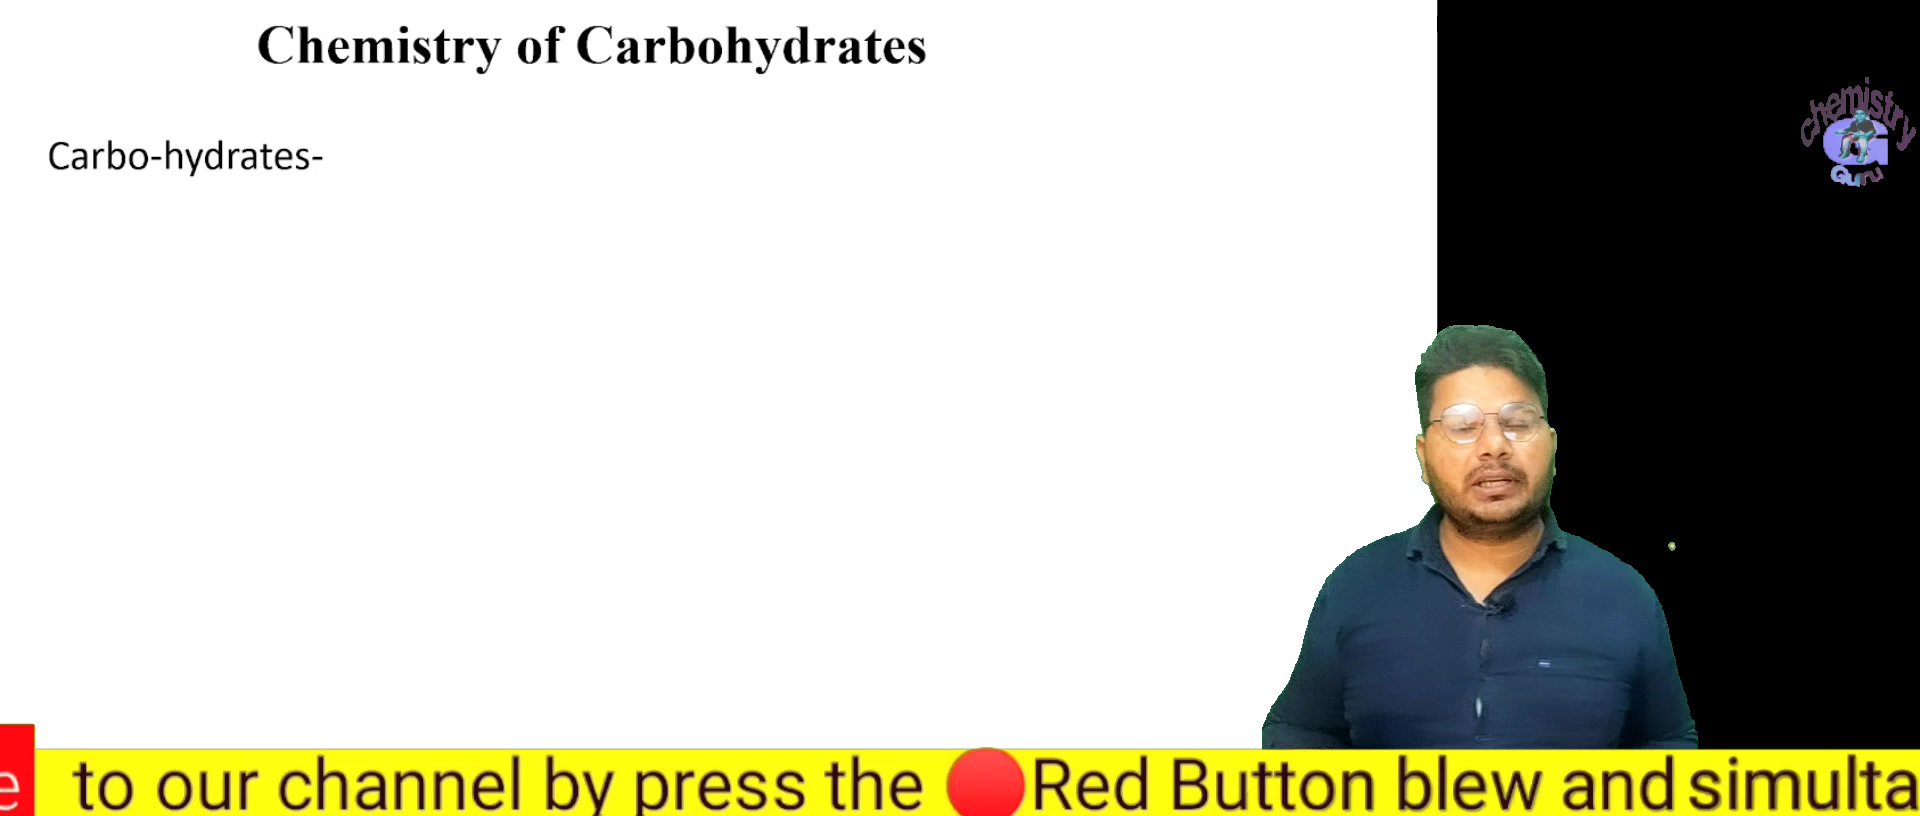 Chemistry of Carbohydrates
chemistry
Guru
Carbo-hydrates-
e to our channel by press the Red Button blew and simulta